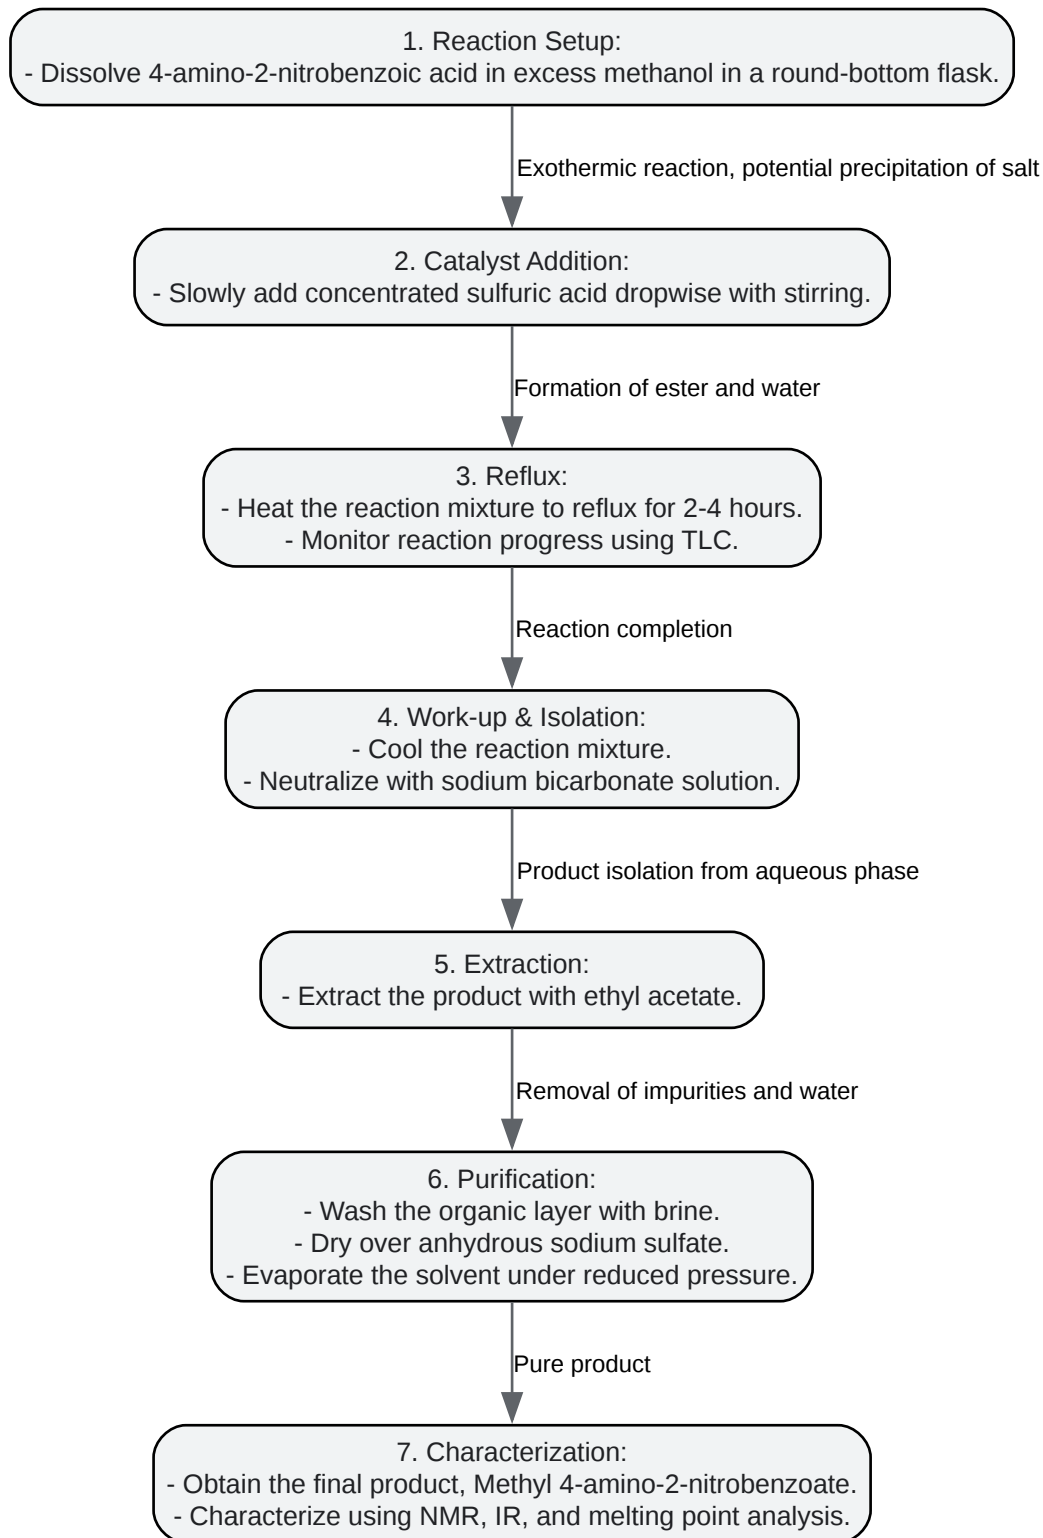 1. Reaction Setup:
- Dissolve 4-amino-2-nitrobenzoic acid in excess methanol in a round-bottom flask.
Exothermic reaction, potential precipitation of salt
2. Catalyst Addition:
- Slowly add concentrated sulfuric acid dropwise with stirring.
Formation of ester and water
3. Reflux:
- Heat the reaction mixture to reflux for 2-4 hours.
- Monitor reaction progress using TLC.
Reaction completion
4. Work-up & Isolation:
- Cool the reaction mixture.
- Neutralize with sodium bicarbonate solution.
Product isolation from aqueous phase
5. Extraction:
- Extract the product with ethyl acetate.
Removal of impurities and water
6. Purification:
- Wash the organic layer with brine.
- Dry over anhydrous sodium sulfate.
- Evaporate the solvent under reduced pressure.
Pure product
7. Characterization:
- Obtain the final product, Methyl 4-amino-2-nitrobenzoate.
- Characterize using NMR, IR, and melting point analysis.